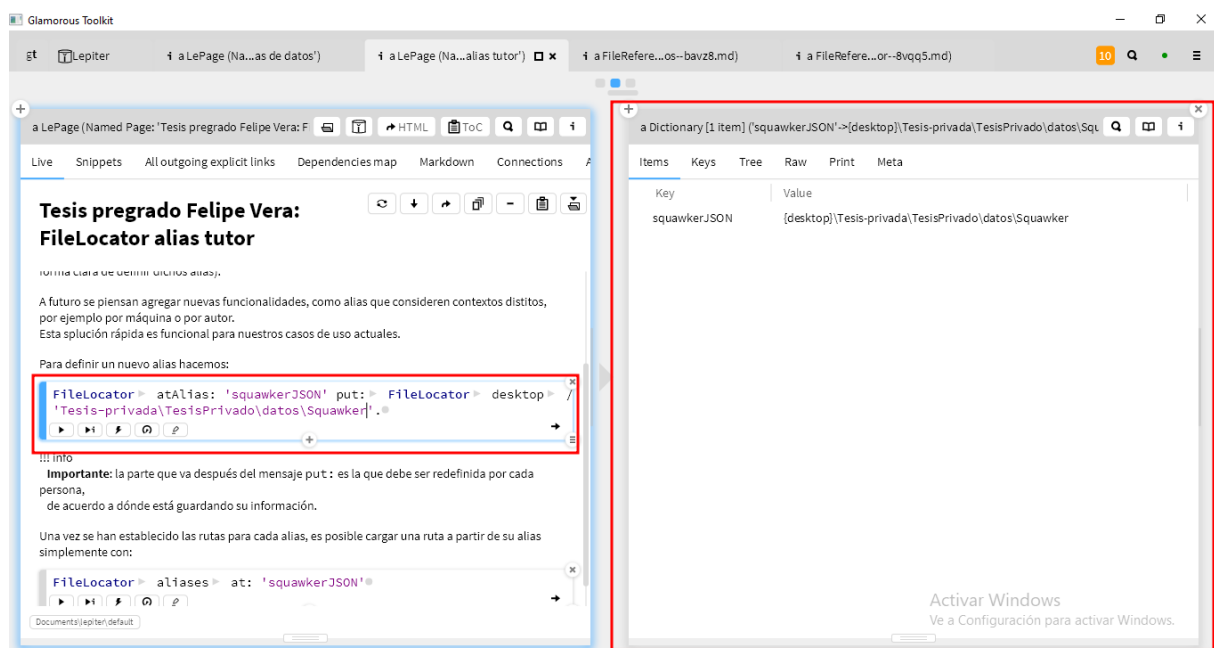 Glamorous Toolkit
gt Lepiter a LePage (Na...as de datos') a LePage (Na...alias tutor') a FileRefere...os--bavz8.md) a FileRefere...or--8vqq5.md) 10
a LePage (Named Page: 'Tesis pregrado Felipe Vera: F HTML ToC
Live Snippets All outgoing explicit links Dependencies map Markdown Connections
Tesis pregrado Felipe Vera:
FileLocator alias tutor
forma clara de definir dichos alias).
A futuro se piensan agregar nuevas funcionalidades, como alias que consideren contextos distitos,
por ejemplo por máquina o por autor.
Esta splución rápida es funcional para nuestros casos de uso actuales.
Para definir un nuevo alias hacemos:
FileLocator atAlias: 'squawkerJSON' put: FileLocator desktop /
'Tesis-privada\TesisPrivado\datos\Squawker'.
!!! info
Importante: la parte que va después del mensaje put: es la que debe ser redefinida por cada
persona,
de acuerdo a dónde está guardando su información.
Una vez se han establecido las rutas para cada alias, es posible cargar una ruta a partir de su alias
simplemente con:
FileLocator aliases at: 'squawkerJSON'
Documents\lepiter\default
a Dictionary [1 item] ('squawkerJSON'->{desktop}\Tesis-privada\TesisPrivado\datos\Squ
Items Keys Tree Raw Print Meta
Key Value
squawkerJSON {desktop}\Tesis-privada\TesisPrivado\datos\Squawker
Activar Windows
Ve a Configuración para activar Windows.